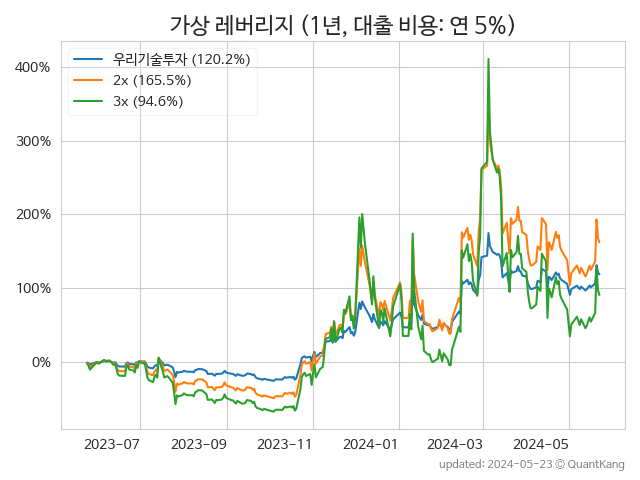 가상 레버리지 (1년, 대출 비용: 연 5%)
우리기술투자 (120.2%)
2x (165.5%)
3x (94.6%)
400%
300%
200%
100%
0%
2023-07
2023-09
2023-11
2024-01
2024-03
2024-05
updated: 2024-05-23 © QuantKang